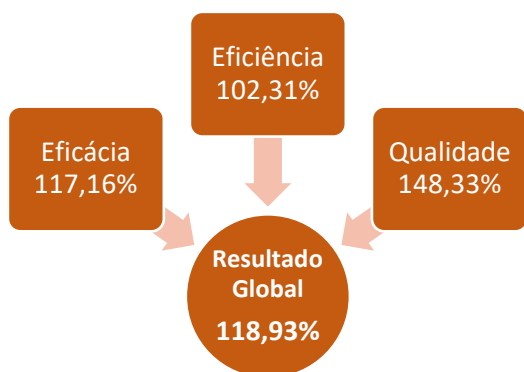 Eficiência
102,31%
Eficácia
117,16%
Qualidade
148,33%
Resultado
Global
118,93%